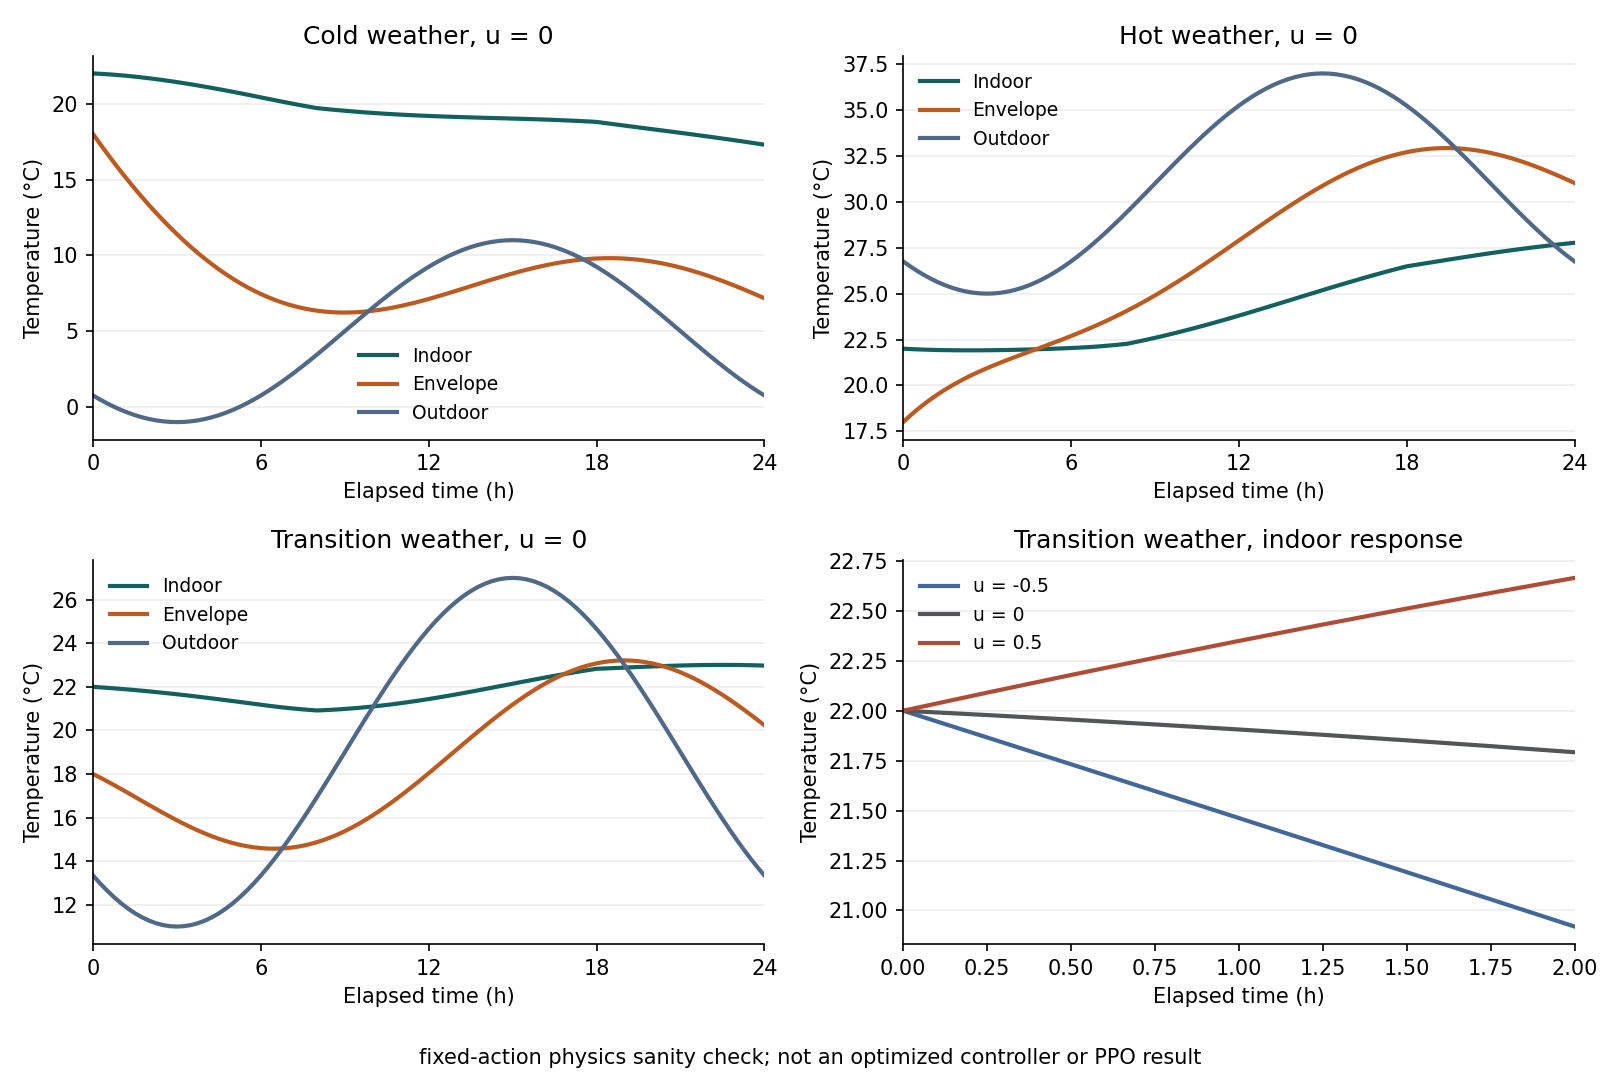 Cold weather, u = 0
Temperature (°C)
20
15
10
5
0
Indoor
Envelope
Outdoor
0 6 12 18 24
Elapsed time (h)
Hot weather, u = 0
Temperature (°C)
37.5
35.0
32.5
30.0
27.5
25.0
22.5
20.0
17.5
Indoor
Envelope
Outdoor
0 6 12 18 24
Elapsed time (h)
Transition weather, u = 0
Temperature (°C)
26
24
22
20
18
16
14
12
Indoor
Envelope
Outdoor
0 6 12 18 24
Elapsed time (h)
Transition weather, indoor response
Temperature (°C)
22.75
22.50
22.25
22.00
21.75
21.50
21.25
21.00
u = -0.5
u = 0
u = 0.5
0.00 0.25 0.50 0.75 1.00 1.25 1.50 1.75 2.00
Elapsed time (h)
fixed-action physics sanity check; not an optimized controller or PPO result